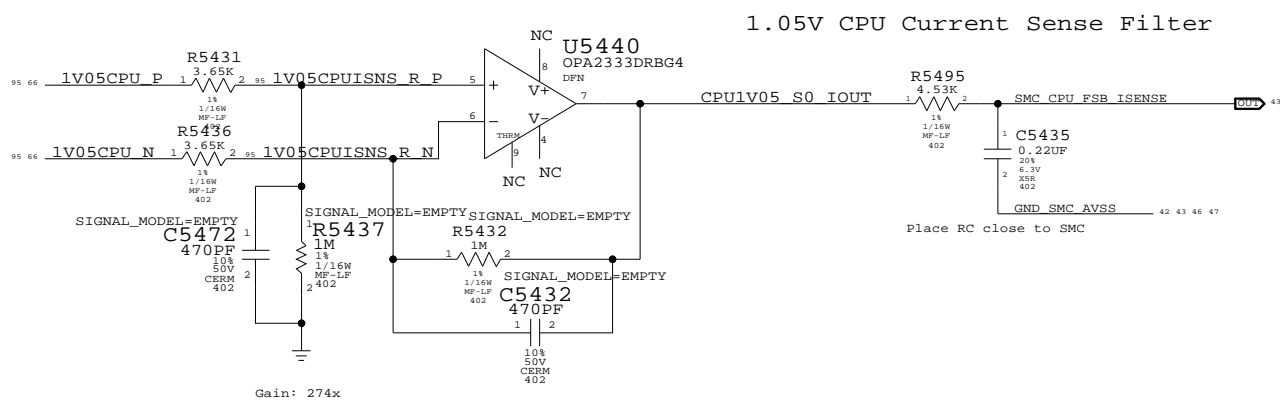 1.05V CPU Current Sense Filter
NC
U5440
OPA2333DRBG4
DFN
8
R5431
3.65K
95 66
1V05CPU_P
1
2
95
1V05CPUISNS_R_P
5
+
V+
7
1%
1/16W
MF-LF
402
R5436
3.65K
95 66
1V05CPU_N
1
2
95
1V05CPUISNS_R_N
6
−
V−
THRM
9
4
NC
NC
1%
1/16W
MF-LF
402
CPU1V05_S0_IOUT
R5495
4.53K
1
2
1%
1/16W
MF-LF
402
SMC_CPU_FSB_ISENSE
OUT
43
1
C5435
0.22UF
20%
6.3V
X5R
402
2
GND_SMC_AVSS
42 43 46 47
Place RC close to SMC
SIGNAL_MODEL=EMPTY
C5472
470PF
10%
50V
CERM
402
1
2
SIGNAL_MODEL=EMPTY
1
R5437
1M
1%
1/16W
MF-LF
402
2
SIGNAL_MODEL=EMPTY
R5432
1M
1
2
1%
1/16W
MF-LF
402
SIGNAL_MODEL=EMPTY
C5432
470PF
1
2
10%
50V
CERM
402
Gain: 274x